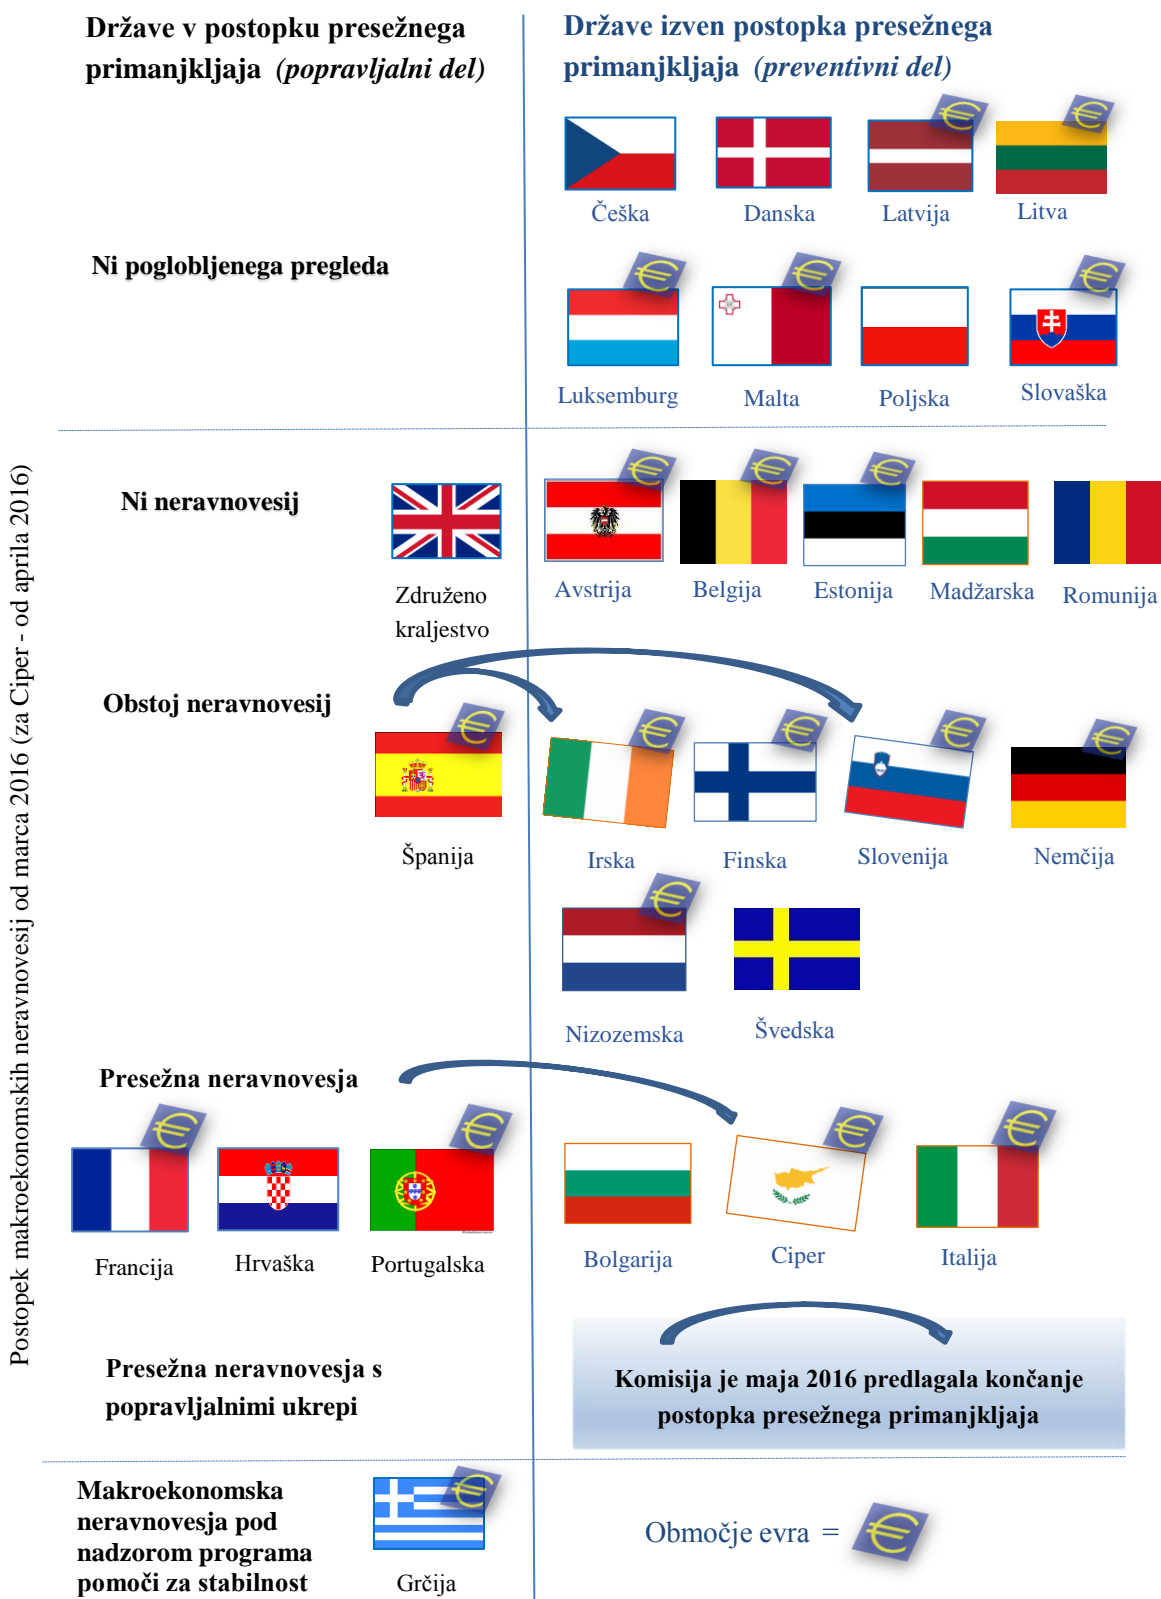 Države v postopku presežnega
primanjkljaja (popravljalni del)
Države izven postopka presežnega
primanjkljaja (preventivni del)
Češka
Danska
Latvija
Litva
Ni poglobljenega pregleda
Luksemburg
Malta
Poljska
Slovaška
Postopek makroekonomskih neravnovesij od marca 2016 (za Ciper - od aprila 2016)
Ni neravnovesij
Združeno
kraljestvo
Avstrija
Belgija
Estonija
Madžarska
Romunija
Obstoj neravnovesij
Španija
Irska
Finska
Slovenija
Nemčija
Nizozemska
Švedska
Presežna neravnovesja
Francija
Hrvaška
Portugalska
Bolgarija
Ciper
Italija
Presežna neravnovesja s
popravljalnimi ukrepi
Komisija je maja 2016 predlagala končanje
postopka presežnega primanjkljaja
Makroekonomska
neravnovesja pod
nadzorom programa
pomoči za stabilnost
Grčija
Območje evra = €